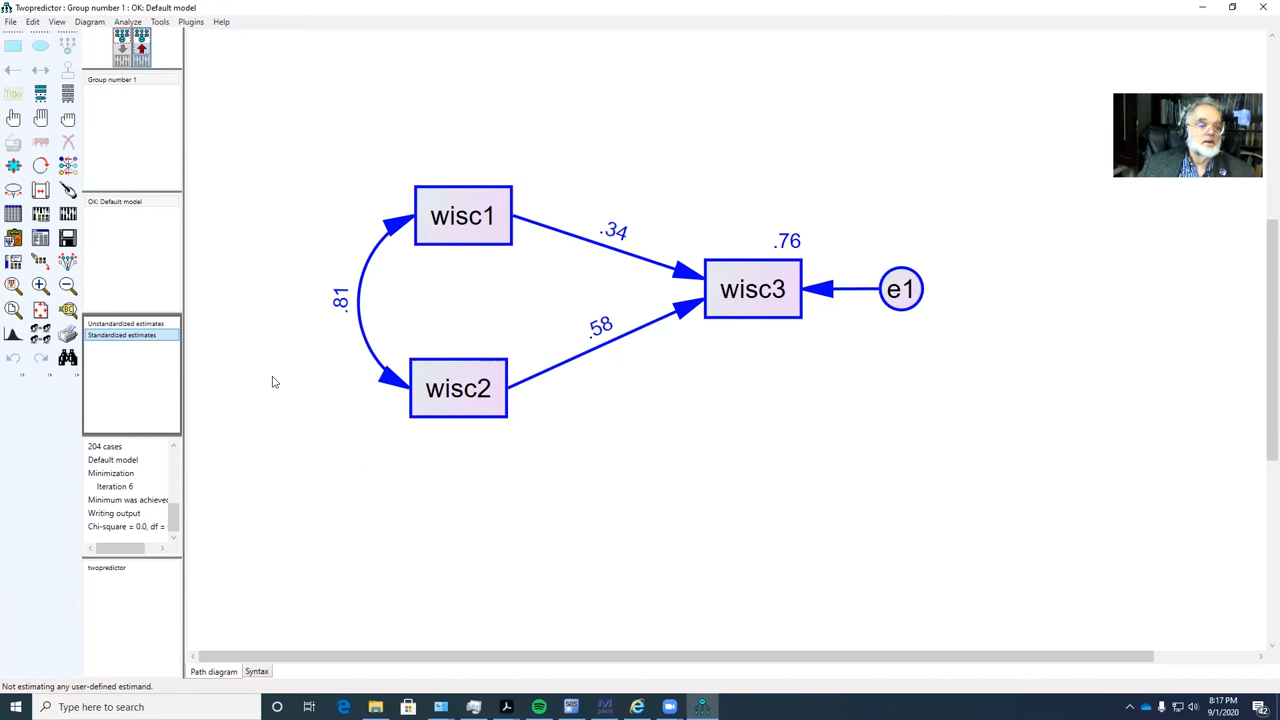 Twopredictor : Group number 1 : OK: Default model
File Edit View Diagram Analyze Tools Plugins Help
Title
Group number 1
OK: Default model
Unstandardized estimates
Standardized estimates
204 cases
Default model
Minimization
Iteration 6
Minimum was achieved
Writing output
Chi-square = 0.0, df =
twopredictor
wisc1
.34
.76
.81
wisc3
e1
.58
wisc2
Path diagram Syntax
Not estimating any user-defined estimand.
Type here to search
8:17 PM
9/1/2020
42